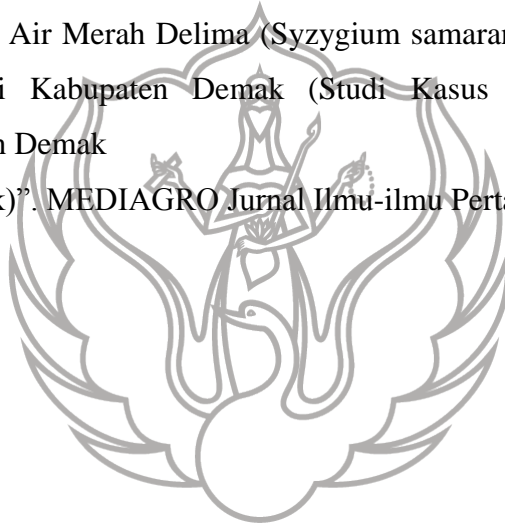 Air Merah Delima (Syzygium samaran
i Kabupaten Demak (Studi Kasus
n Demak
k)”. MEDIAGRO Jurnal Ilmu-ilmu Perta